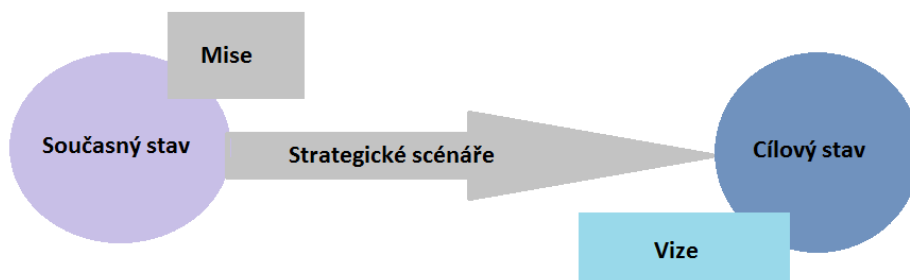 Mise
Současný stav
Strategické scénáře
Cílový stav
Vize